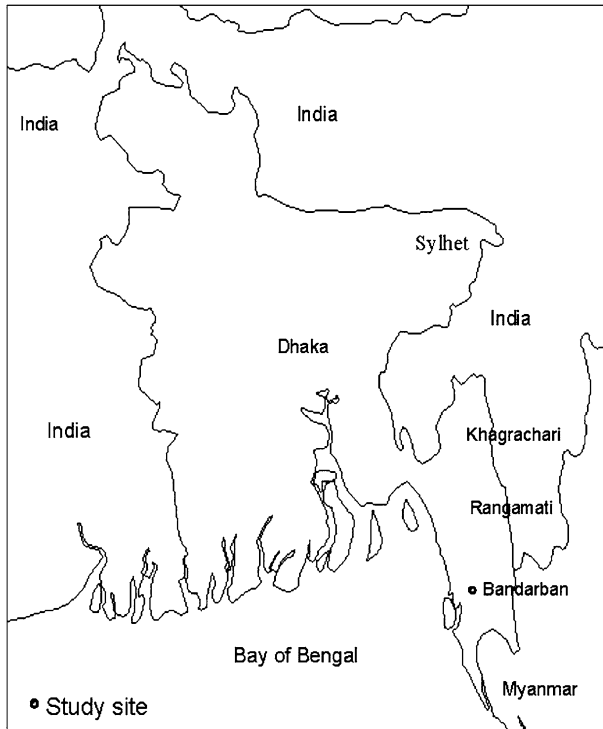 India
India
Sylhet
India
Dhaka
India
Khagrachari
Rangamati
Bandarban
Bay of Bengal
Myanmar
Study site